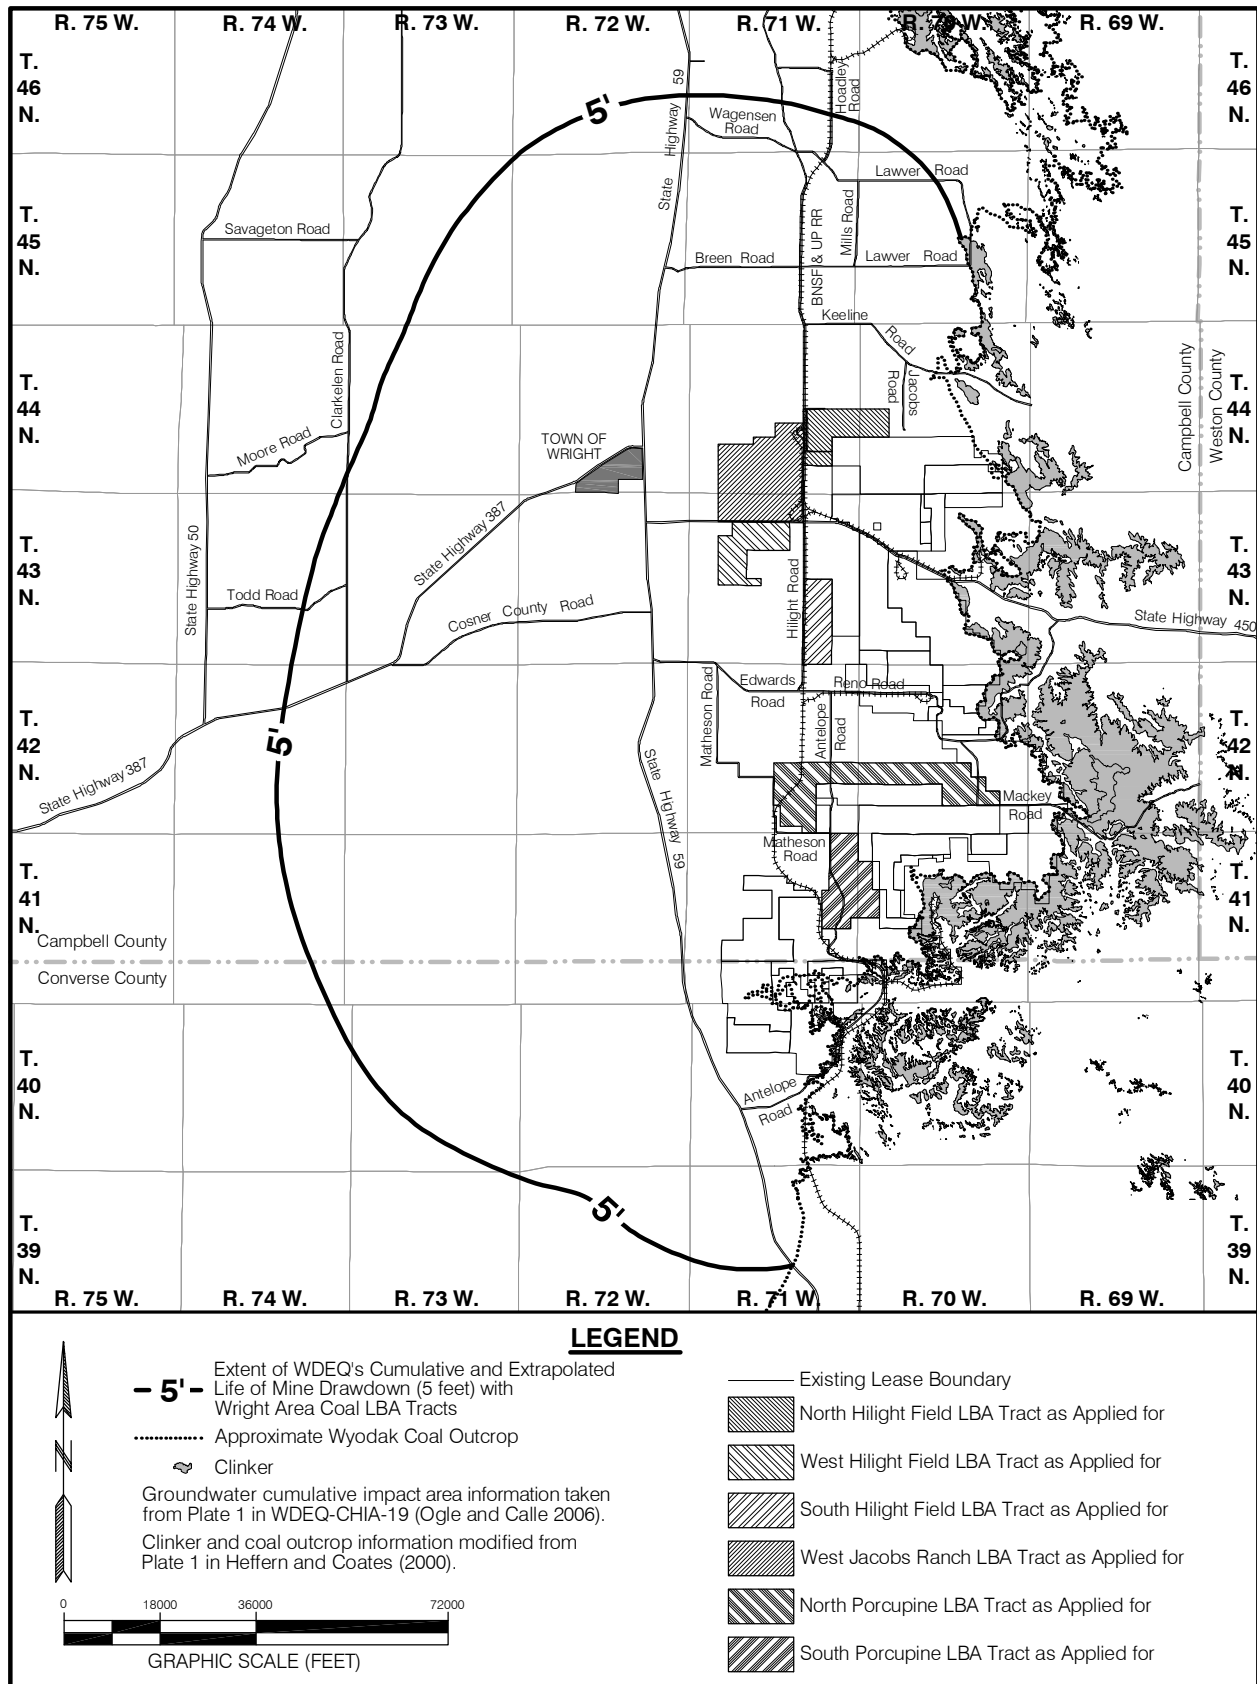 R. 75 W. R. 74 W. R. 73 W. R. 72 W. R. 71 W. R. 70 W. R. 69 W.
T.
46
N.
T.
46
N.
5'
59
Highway
State
Wagensen
Road
Hoadley
Road
Lawver Road
T.
45
N.
T.
45
N.
Savageton Road
Mills Road
BNSF & UP RR
Breen Road
Lawver Road
Keeline
Road
Clarkelen Road
Jacobs
Road
Campbell County
Weston County
T.
44
N.
T.
44
N.
Moore Road
TOWN OF
WRIGHT
State Highway 387
State Highway 50
T.
43
N.
T.
43
N.
Todd Road
Cosner County Road
Hilight Road
State Highway 450
Matheson Road
Edwards
Road
Reno Road
Antelope
Road
5'
T.
42
N.
T.
42
N.
State Highway 387
State Highway 59
Mackey
Road
Matheson
Road
T.
41
N.
T.
41
N.
Campbell County
Converse County
T.
40
N.
T.
40
N.
Antelope
Road
5'
T.
39
N.
T.
39
N.
R. 75 W. R. 74 W. R. 73 W. R. 72 W. R. 71 W. R. 70 W. R. 69 W.
LEGEND
N
5'
Extent of WDEQ's Cumulative and Extrapolated
Life of Mine Drawdown (5 feet) with
Wright Area Coal LBA Tracts
Approximate Wyodak Coal Outcrop
Clinker
Groundwater cumulative impact area information taken
from Plate 1 in WDEQ-CHIA-19 (Ogle and Calle 2006).
Clinker and coal outcrop information modified from
Plate 1 in Heffern and Coates (2000).
0 18000 36000 72000
GRAPHIC SCALE (FEET)
Existing Lease Boundary
North Hilight Field LBA Tract as Applied for
West Hilight Field LBA Tract as Applied for
South Hilight Field LBA Tract as Applied for
West Jacobs Ranch LBA Tract as Applied for
North Porcupine LBA Tract as Applied for
South Porcupine LBA Tract as Applied for